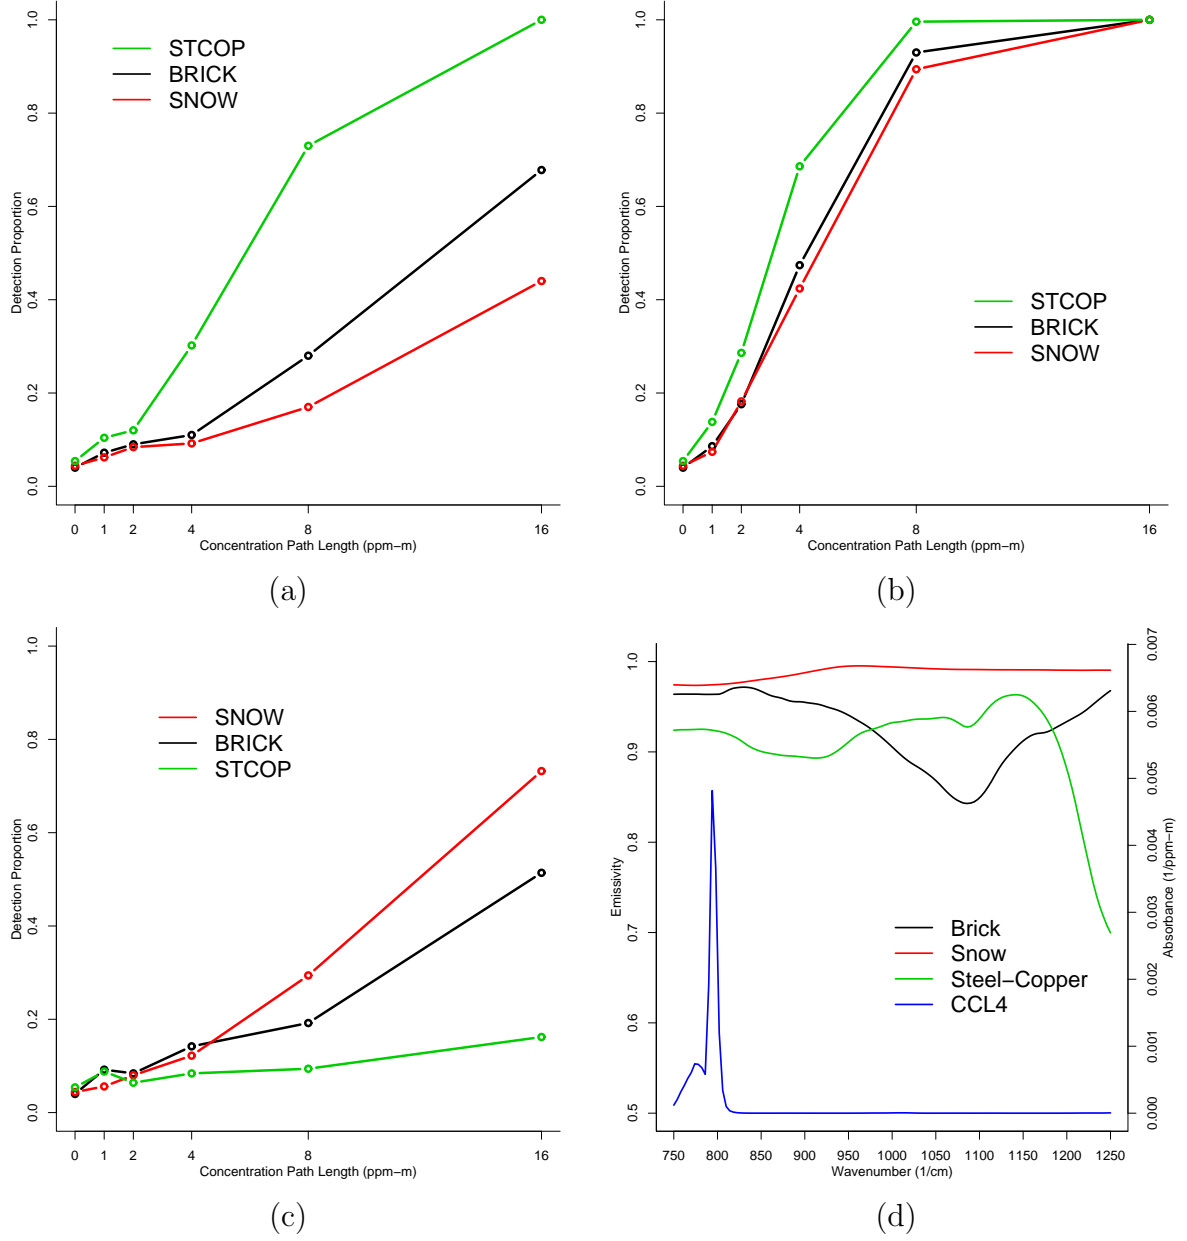 1.0
0.8
0.6
0.4
0.2
0.0
Detection Proportion
STCOP
BRICK
SNOW
0 1 2 4 8 16
Concentration Path Length (ppm−m)
(a)
1.0
0.8
0.6
0.4
0.2
0.0
Detection Proportion
STCOP
BRICK
SNOW
0 1 2 4 8 16
Concentration Path Length (ppm−m)
(b)
1.0
0.8
0.6
0.4
0.2
0.0
Detection Proportion
SNOW
BRICK
STCOP
0 1 2 4 8 16
Concentration Path Length (ppm−m)
(c)
1.0
0.9
0.8
0.7
0.6
0.5
Emissivity
Brick
Snow
Steel−Copper
CCL4
0.007
0.006
0.005
0.004
0.003
0.002
0.001
0.000
Absorbance (1/ppm−m)
750 800 850 900 950 1000 1050 1100 1150 1200 1250
Wavenumber (1/cm)
(d)